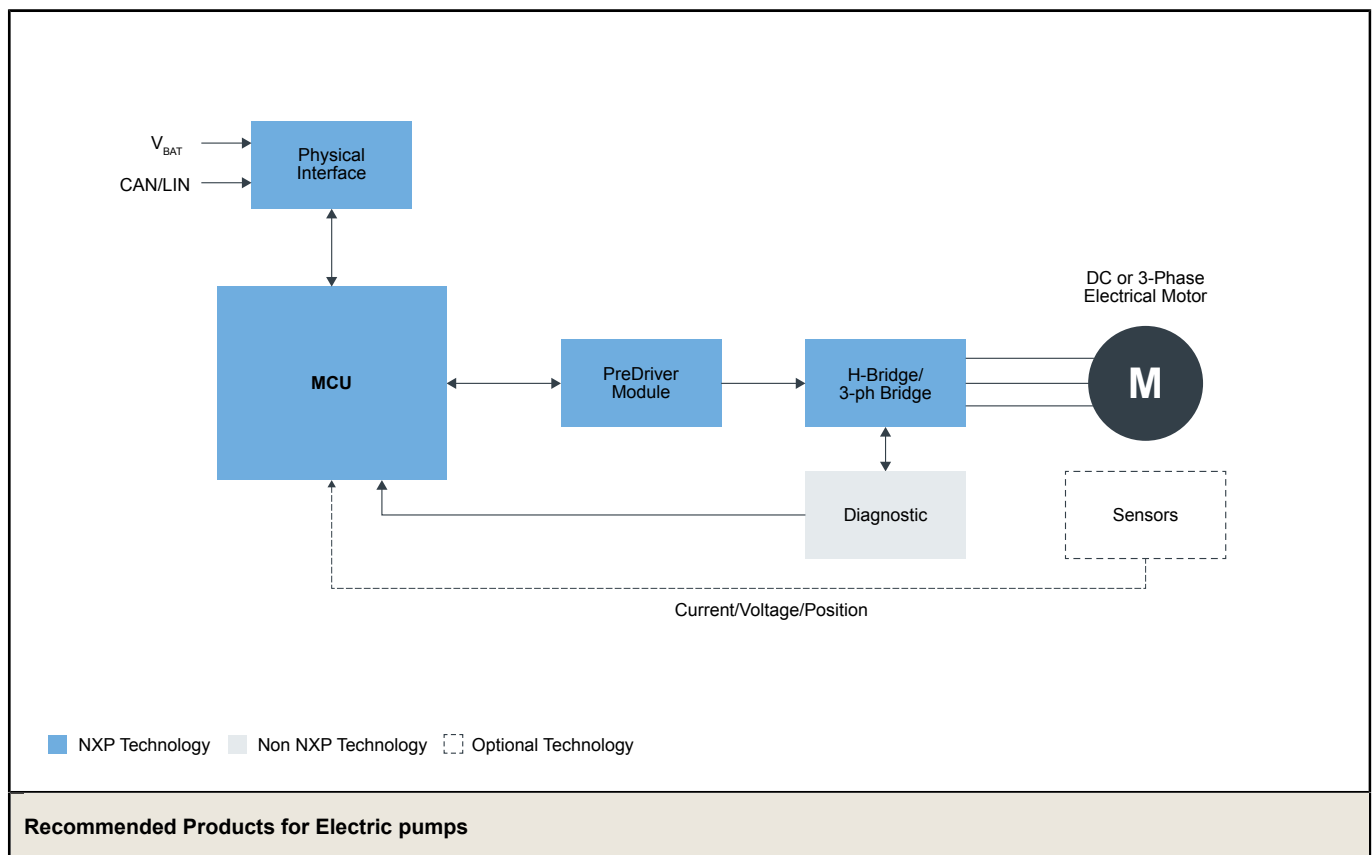 V_BAT
CAN/LIN
Physical
Interface
MCU
PreDriver
Module
H-Bridge/
3-ph Bridge
DC or 3-Phase
Electrical Motor
M
Diagnostic
Sensors
Current/Voltage/Position
NXP Technology
Non NXP Technology
Optional Technology
Recommended Products for Electric pumps